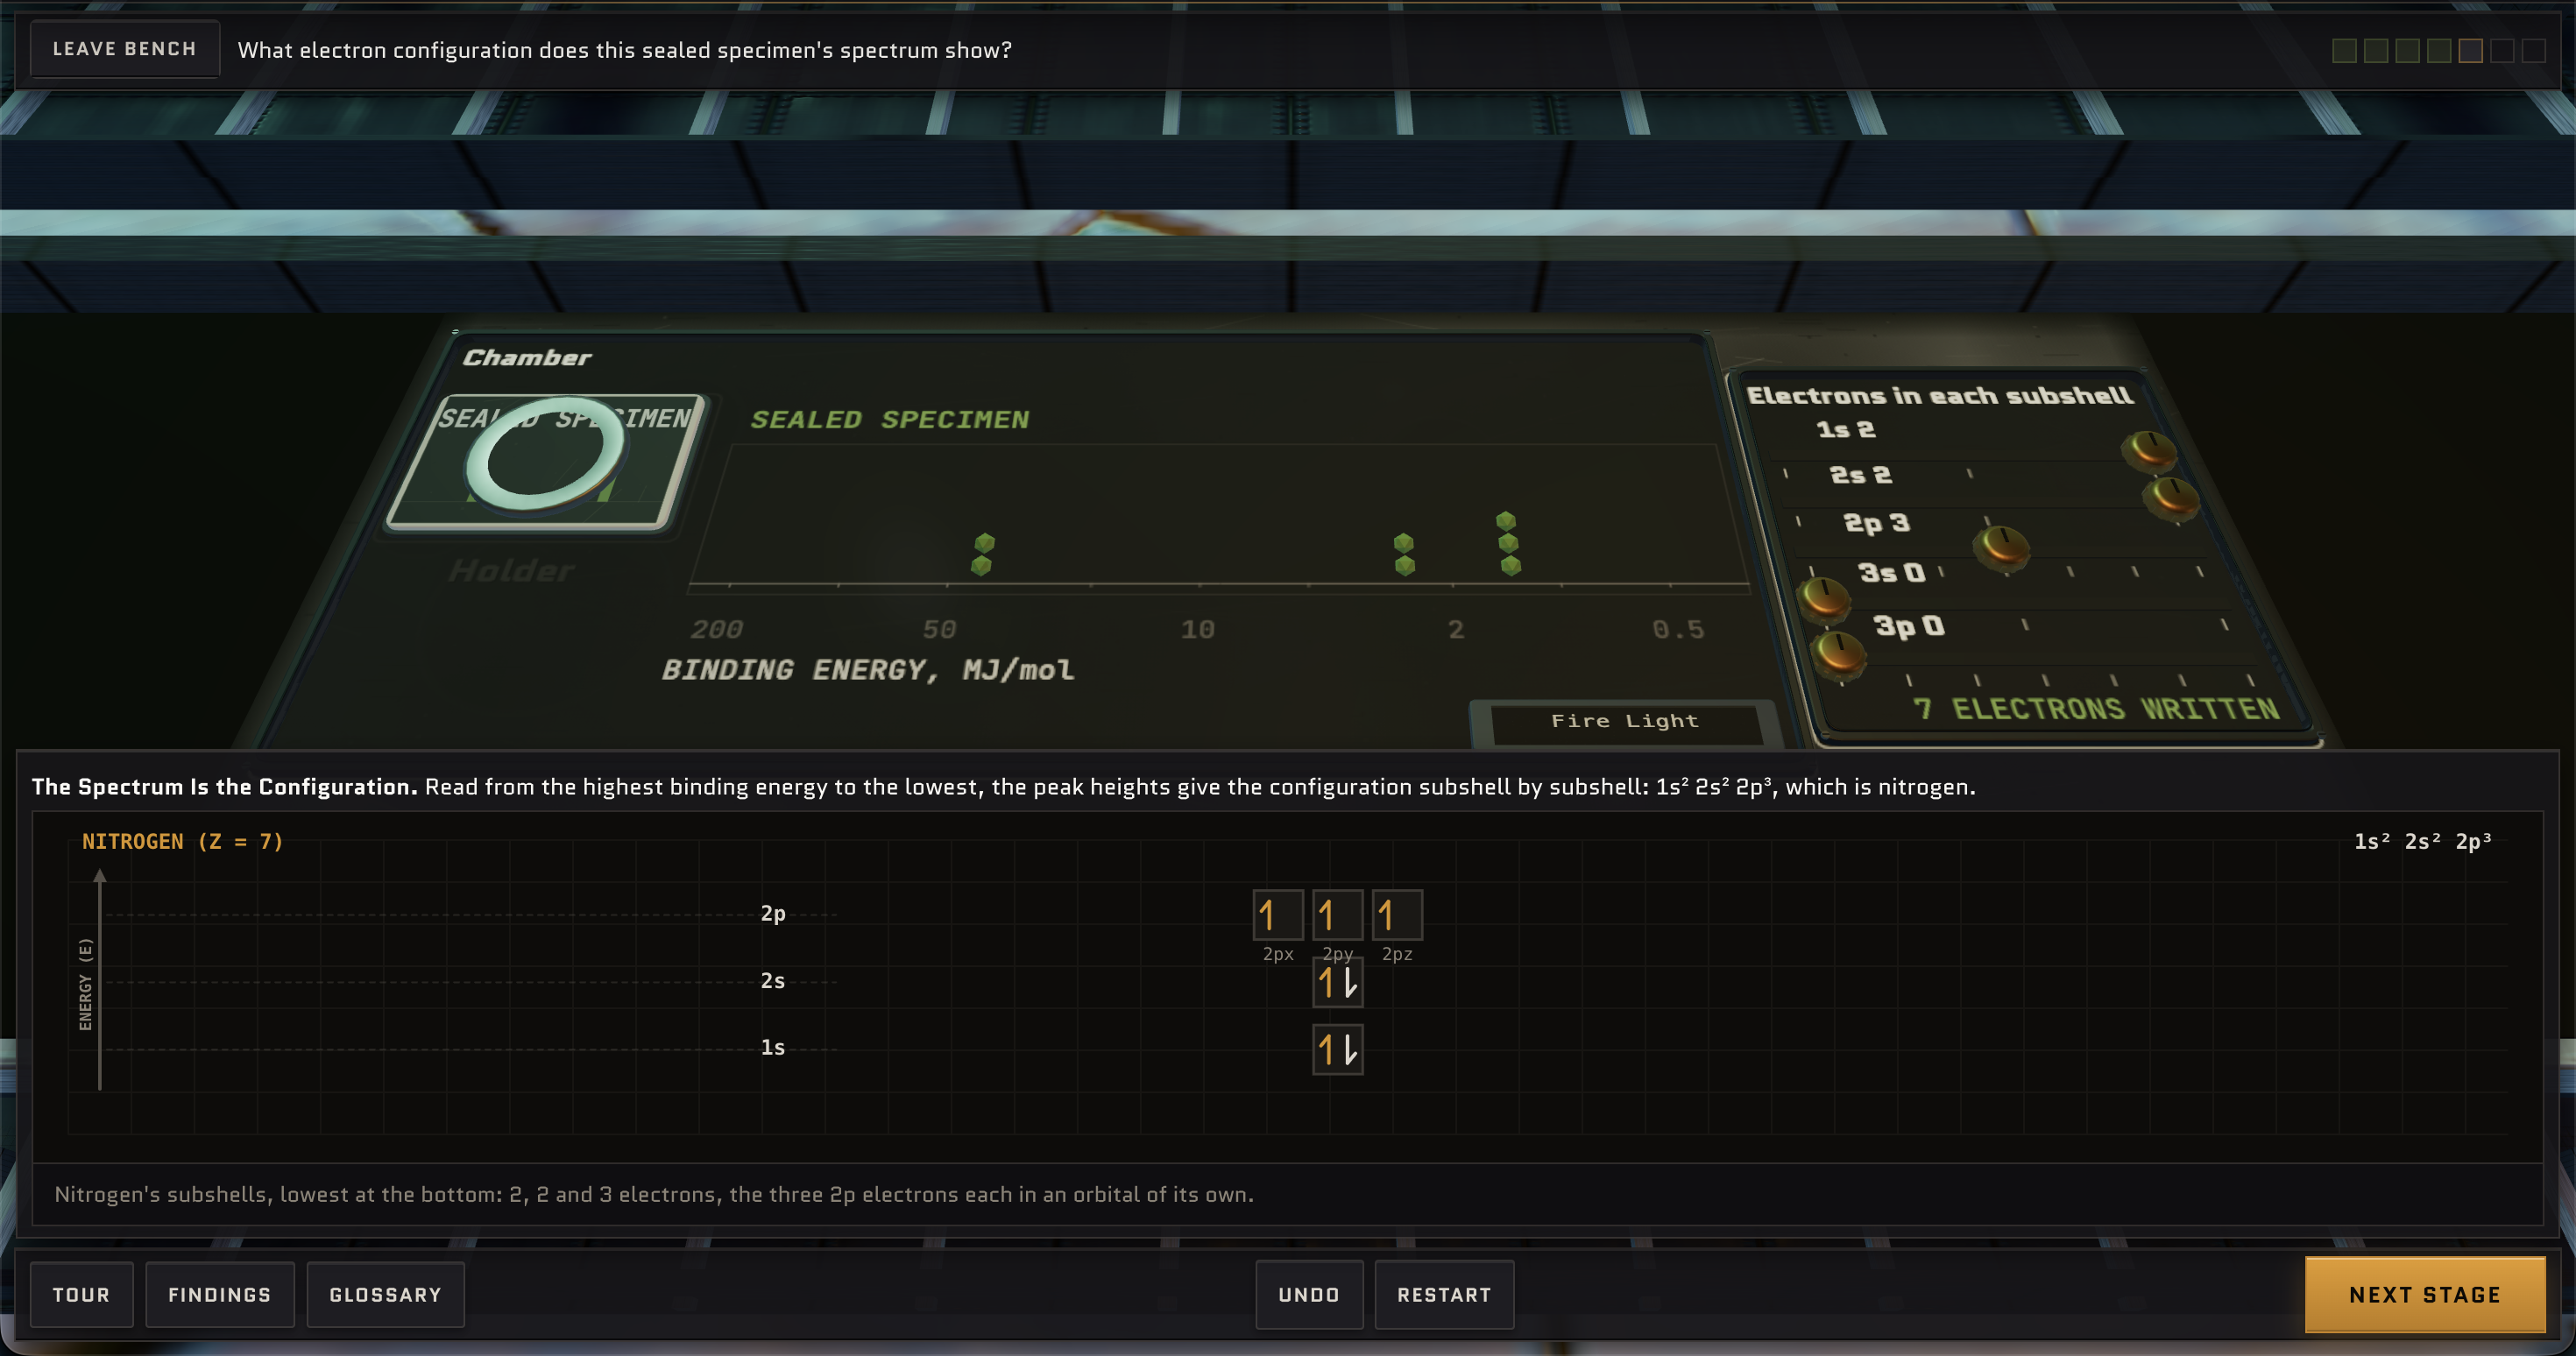 LEAVE BENCH
What electron configuration does this sealed specimen's spectrum show?
Chamber
SEALED SPECIMEN
SEALED SPECIMEN
Holder
200 50 10 2 0.5
BINDING ENERGY, MJ/mol
Fire Light
Electrons in each subshell
1s 2
2s 2
2p 3
3s 0
3p 0
7 ELECTRONS WRITTEN
The Spectrum Is the Configuration. Read from the highest binding energy to the lowest, the peak heights give the configuration subshell by subshell: 1s² 2s² 2p³, which is nitrogen.
NITROGEN (Z = 7)
1s² 2s² 2p³
ENERGY (E)
2p
2px 2py 2pz
2s
1s
Nitrogen's subshells, lowest at the bottom: 2, 2 and 3 electrons, the three 2p electrons each in an orbital of its own.
TOUR
FINDINGS
GLOSSARY
UNDO
RESTART
NEXT STAGE